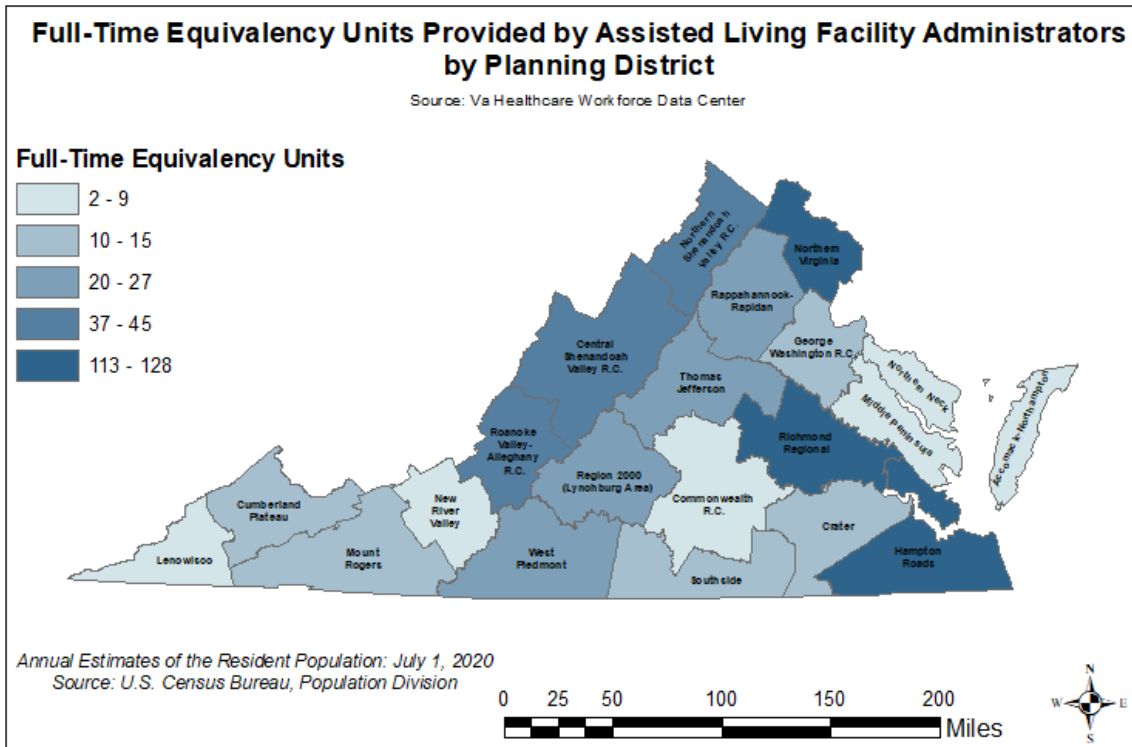 Full-Time Equivalency Units Provided by Assisted Living Facility Administrators
by Planning District
Source: Va Healthcare Workforce Data Center
Full-Time Equivalency Units
2 - 9
10 - 15
20 - 27
37 - 45
113 - 128
Northern
Shenandoah
Valley R.C.
Northern
Virginia
Rappahannock-
Rapidan
George
Washington R.C.
Central
Shenandoah
Valley R.C.
Thomas
Jefferson
Northern Neck
Middle Peninsula
Accomack-Northampton
Roanoke
Valley-
Alleghany
R.C.
Richmond
Regional
Region 2000
(Lynchburg Area)
Commonwealth
R.C.
New
River
Valley
Cumberland
Plateau
Crater
Lenowisco
Mount
Rogers
West
Piedmont
Southside
Hampton
Roads
Annual Estimates of the Resident Population: July 1, 2020
Source: U.S. Census Bureau, Population Division
0 25 50 100 150 200
Miles
N
W E
S